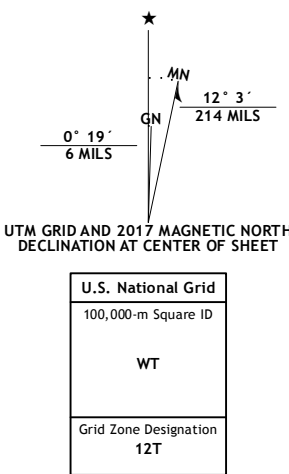 MN
GN
12° 3´
214 MILS
0° 19´
6 MILS
UTM GRID AND 2017 MAGNETIC NORTH
DECLINATION AT CENTER OF SHEET
U.S. National Grid
100,000-m Square ID
WT
Grid Zone Designation
12T